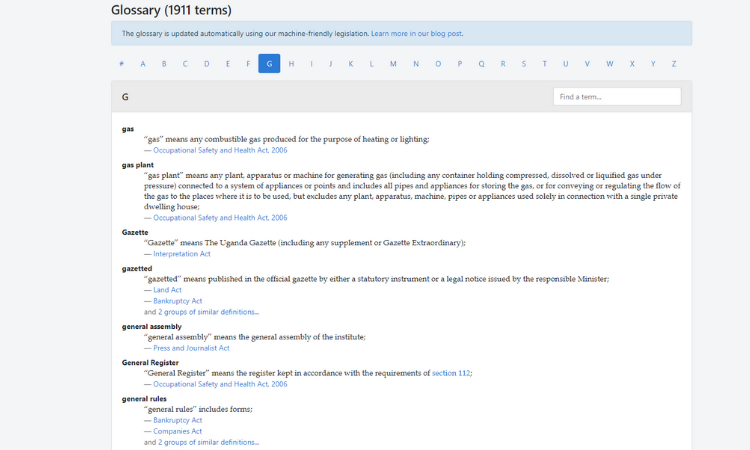 Glossary (1911 terms)
The glossary is updated automatically using our machine-friendly legislation. Learn more in our blog post.
# A B C D E F G H I J K L M N O P Q R S T U V W X Y Z
G Find a term...
gas
“gas” means any combustible gas produced for the purpose of heating or lighting;
— Occupational Safety and Health Act, 2006
gas plant
“gas plant” means any plant, apparatus or machine for generating gas (including any container holding compressed, dissolved or liquified gas under
pressure) connected to a system of appliances or points and includes all pipes and appliances for storing the gas, or for conveying or regulating the flow of
the gas to the places where it is to be used, but excludes any plant, apparatus, machine, pipes or appliances used solely in connection with a single private
dwelling house;
— Occupational Safety and Health Act, 2006
Gazette
“Gazette” means The Uganda Gazette (including any supplement or Gazette Extraordinary);
— Interpretation Act
gazetted
“gazetted” means published in the official gazette by either a statutory instrument or a legal notice issued by the responsible Minister;
— Land Act
— Bankruptcy Act
and 2 groups of similar definitions...
general assembly
“general assembly” means the general assembly of the institute;
— Press and Journalist Act
General Register
“General Register” means the register kept in accordance with the requirements of section 112;
— Occupational Safety and Health Act, 2006
general rules
“general rules” includes forms;
— Bankruptcy Act
— Companies Act
and 2 groups of similar definitions...